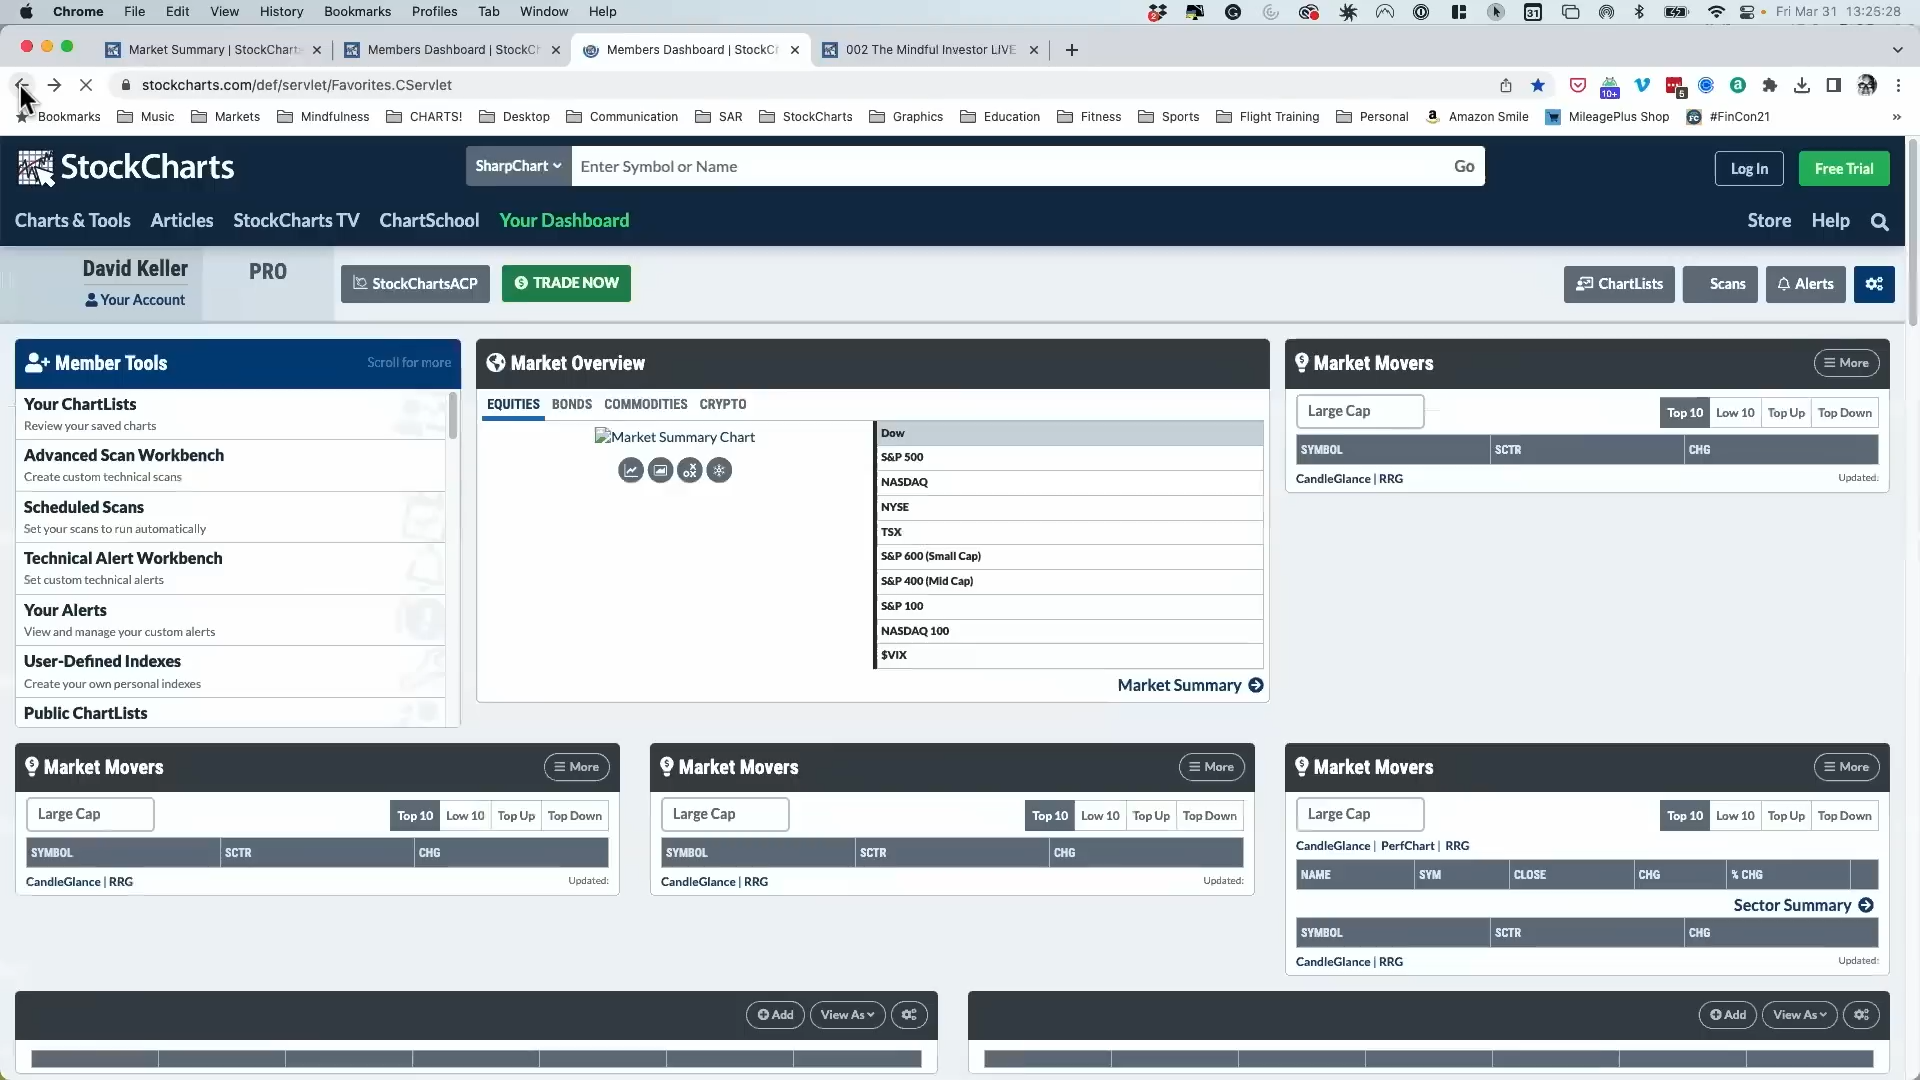 Chrome File Edit View History Bookmarks Profiles Tab Window Help
2 31 Fri Mar 31 13:25:28
Market Summary | StockCharts Members Dashboard | StockCh Members Dashboard | StockCh 002 The Mindful Investor LIVE
stockcharts.com/def/servlet/Favorites.CServlet 10+ 5
Bookmarks Music Markets Mindfulness CHARTS! Desktop Communication SAR StockCharts Graphics Education Fitness Sports Flight Training Personal Amazon Smile MileagePlus Shop #FinCon21 »
StockCharts SharpChart Enter Symbol or Name Go Log In Free Trial
Charts & Tools Articles StockCharts TV ChartSchool Your Dashboard Store Help
David Keller PRO StockChartsACP TRADE NOW ChartLists Scans Alerts
Your Account
Member Tools Scroll for more
Your ChartLists
Review your saved charts
Advanced Scan Workbench
Create custom technical scans
Scheduled Scans
Set your scans to run automatically
Technical Alert Workbench
Set custom technical alerts
Your Alerts
View and manage your custom alerts
User-Defined Indexes
Create your own personal indexes
Public ChartLists
Market Overview
EQUITIES BONDS COMMODITIES CRYPTO
Market Summary Chart
Dow
S&P 500
NASDAQ
NYSE
TSX
S&P 600 (Small Cap)
S&P 400 (Mid Cap)
S&P 100
NASDAQ 100
$VIX
Market Summary
Market Movers More
Large Cap Top 10 Low 10 Top Up Top Down
SYMBOL SCTR CHG
CandleGlance | RRG Updated:
Market Movers More
Large Cap Top 10 Low 10 Top Up Top Down
SYMBOL SCTR CHG
CandleGlance | RRG Updated:
Market Movers More
Large Cap Top 10 Low 10 Top Up Top Down
SYMBOL SCTR CHG
CandleGlance | RRG Updated:
Market Movers More
Large Cap Top 10 Low 10 Top Up Top Down
CandleGlance | PerfChart | RRG
NAME SYM CLOSE CHG % CHG
Sector Summary
SYMBOL SCTR CHG
CandleGlance | RRG Updated:
Add View As
Add View As